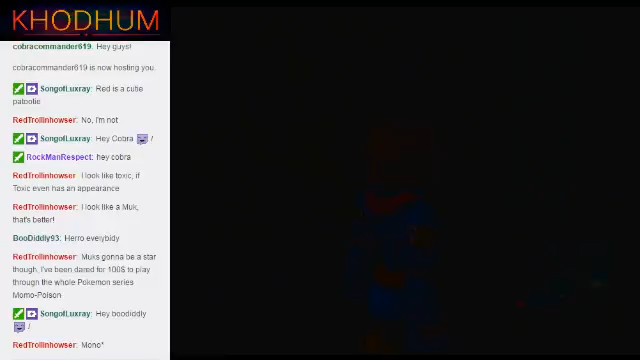 KHODHUM
cobracommander619: Hey guys!
cobracommander619 is now hosting you.
SongofLuxray: Red is a cutie
patootie
RedTrollinhowser: No, I'm not
SongofLuxray: Hey Cobra /
RockManRespect: hey cobra
RedTrollinhowser: I look like toxic, if
Toxic even has an appearance
RedTrollinhowser: I look like a Muk,
that's better!
BooDiddly93: Herro evelybidy
RedTrollinhowser: Muks gonna be a star
though, I've been dared for 100$ to play
through the whole Pokemon series
Momo-Poison
SongofLuxray: Hey boodiddly
/
RedTrollinhowser: Mono*